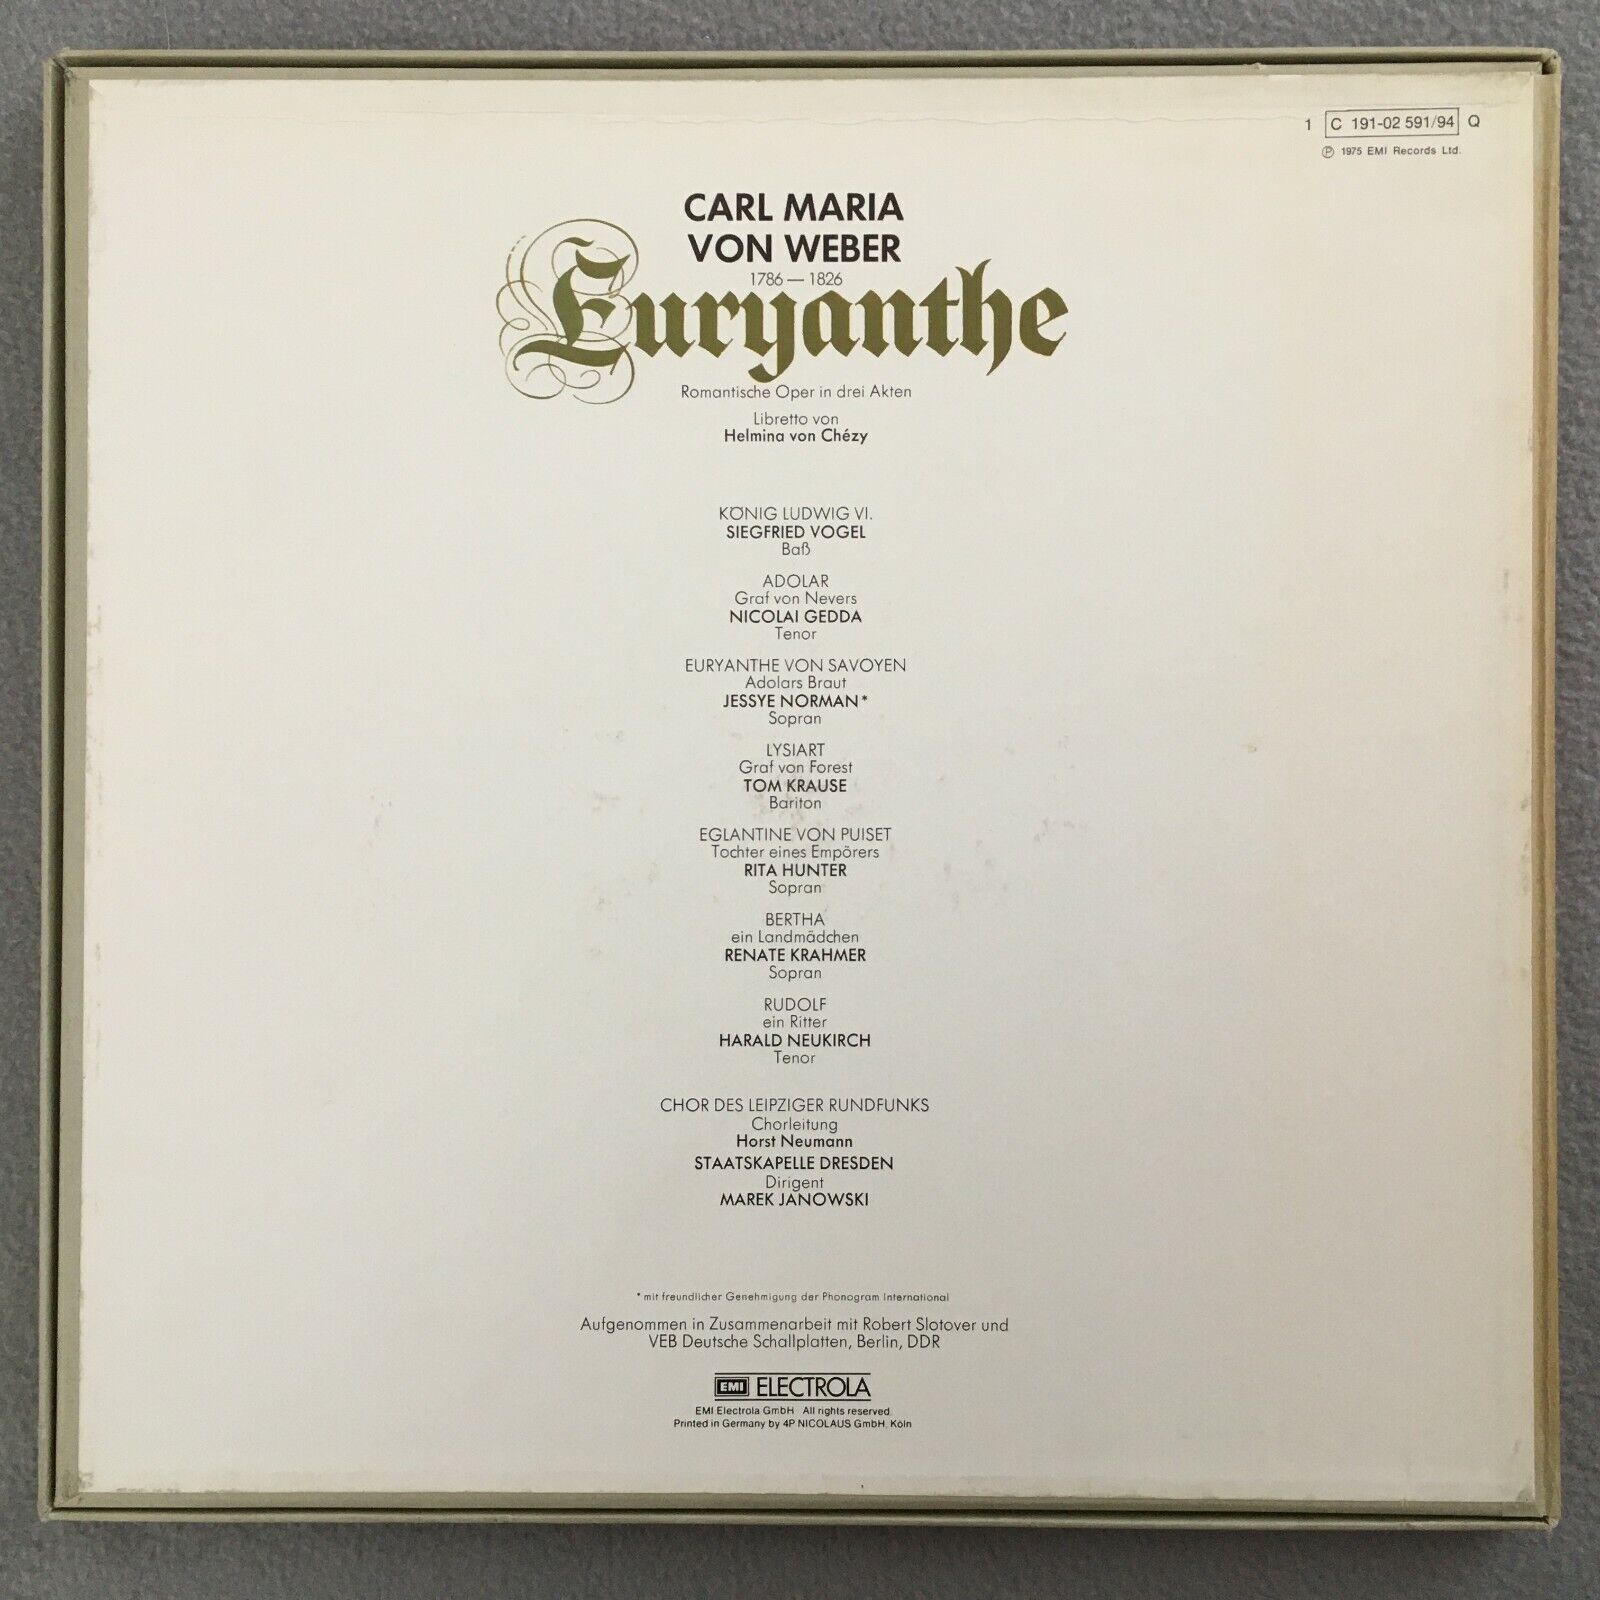 1 C 191-02 591/94 Q
℗ 1975 EMI Records Ltd.
CARL MARIA
VON WEBER
1786 — 1826
Euryanthe
Romantische Oper in drei Akten
Libretto von
Helmina von Chézy
KÖNIG LUDWIG VI.
SIEGFRIED VOGEL
Baß
ADOLAR
Graf von Nevers
NICOLAI GEDDA
Tenor
EURYANTHE VON SAVOYEN
Adolars Braut
JESSYE NORMAN*
Sopran
LYSIART
Graf von Forest
TOM KRAUSE
Bariton
EGLANTINE VON PUISET
Tochter eines Empörers
RITA HUNTER
Sopran
BERTHA
ein Landmädchen
RENATE KRAHMER
Sopran
RUDOLF
ein Ritter
HARALD NEUKIRCH
Tenor
CHOR DES LEIPZIGER RUNDFUNKS
Chorleitung
Horst Neumann
STAATSKAPELLE DRESDEN
Dirigent
MAREK JANOWSKI
* mit freundlicher Genehmigung der Phonogram International
Aufgenommen in Zusammenarbeit mit Robert Slotover und
VEB Deutsche Schallplatten, Berlin, DDR
EMI ELECTROLA
EMI Electrola GmbH All rights reserved
Printed in Germany by 4P NICOLAUS GmbH, Köln